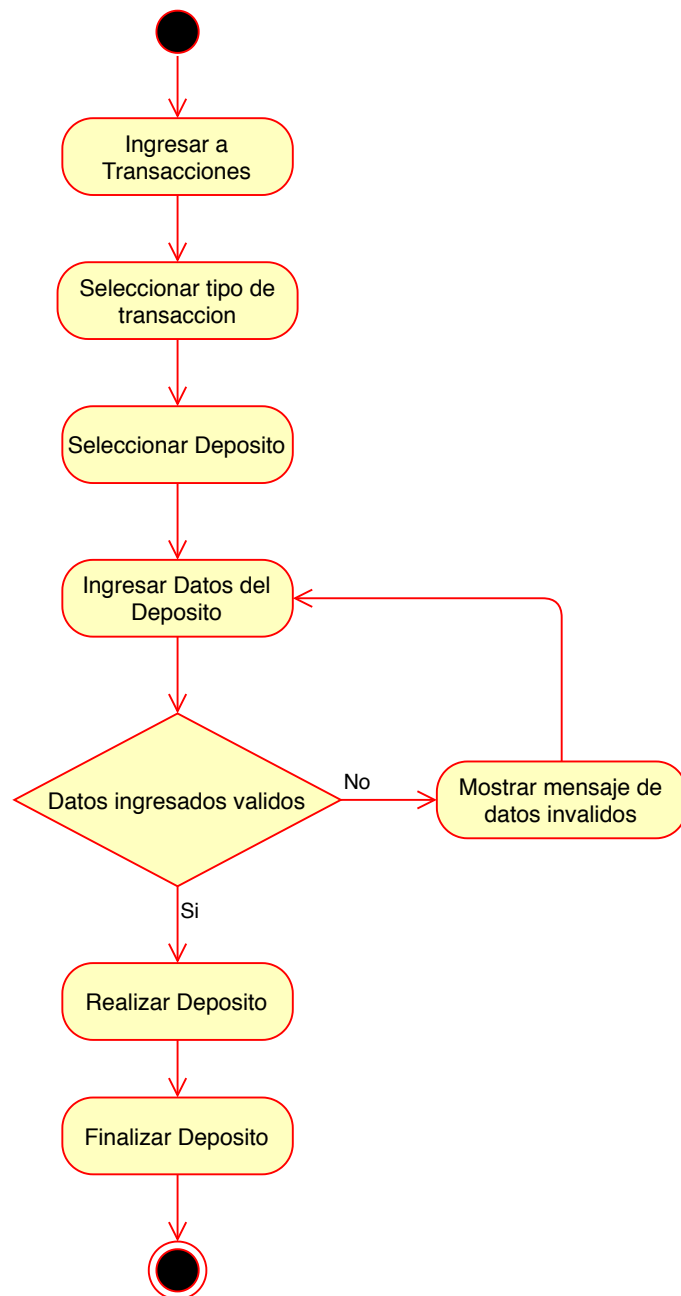 Ingresar a
Transacciones
Seleccionar tipo de
transaccion
Seleccionar Deposito
Ingresar Datos del
Deposito
Datos ingresados validos
No
Mostrar mensaje de
datos invalidos
Si
Realizar Deposito
Finalizar Deposito